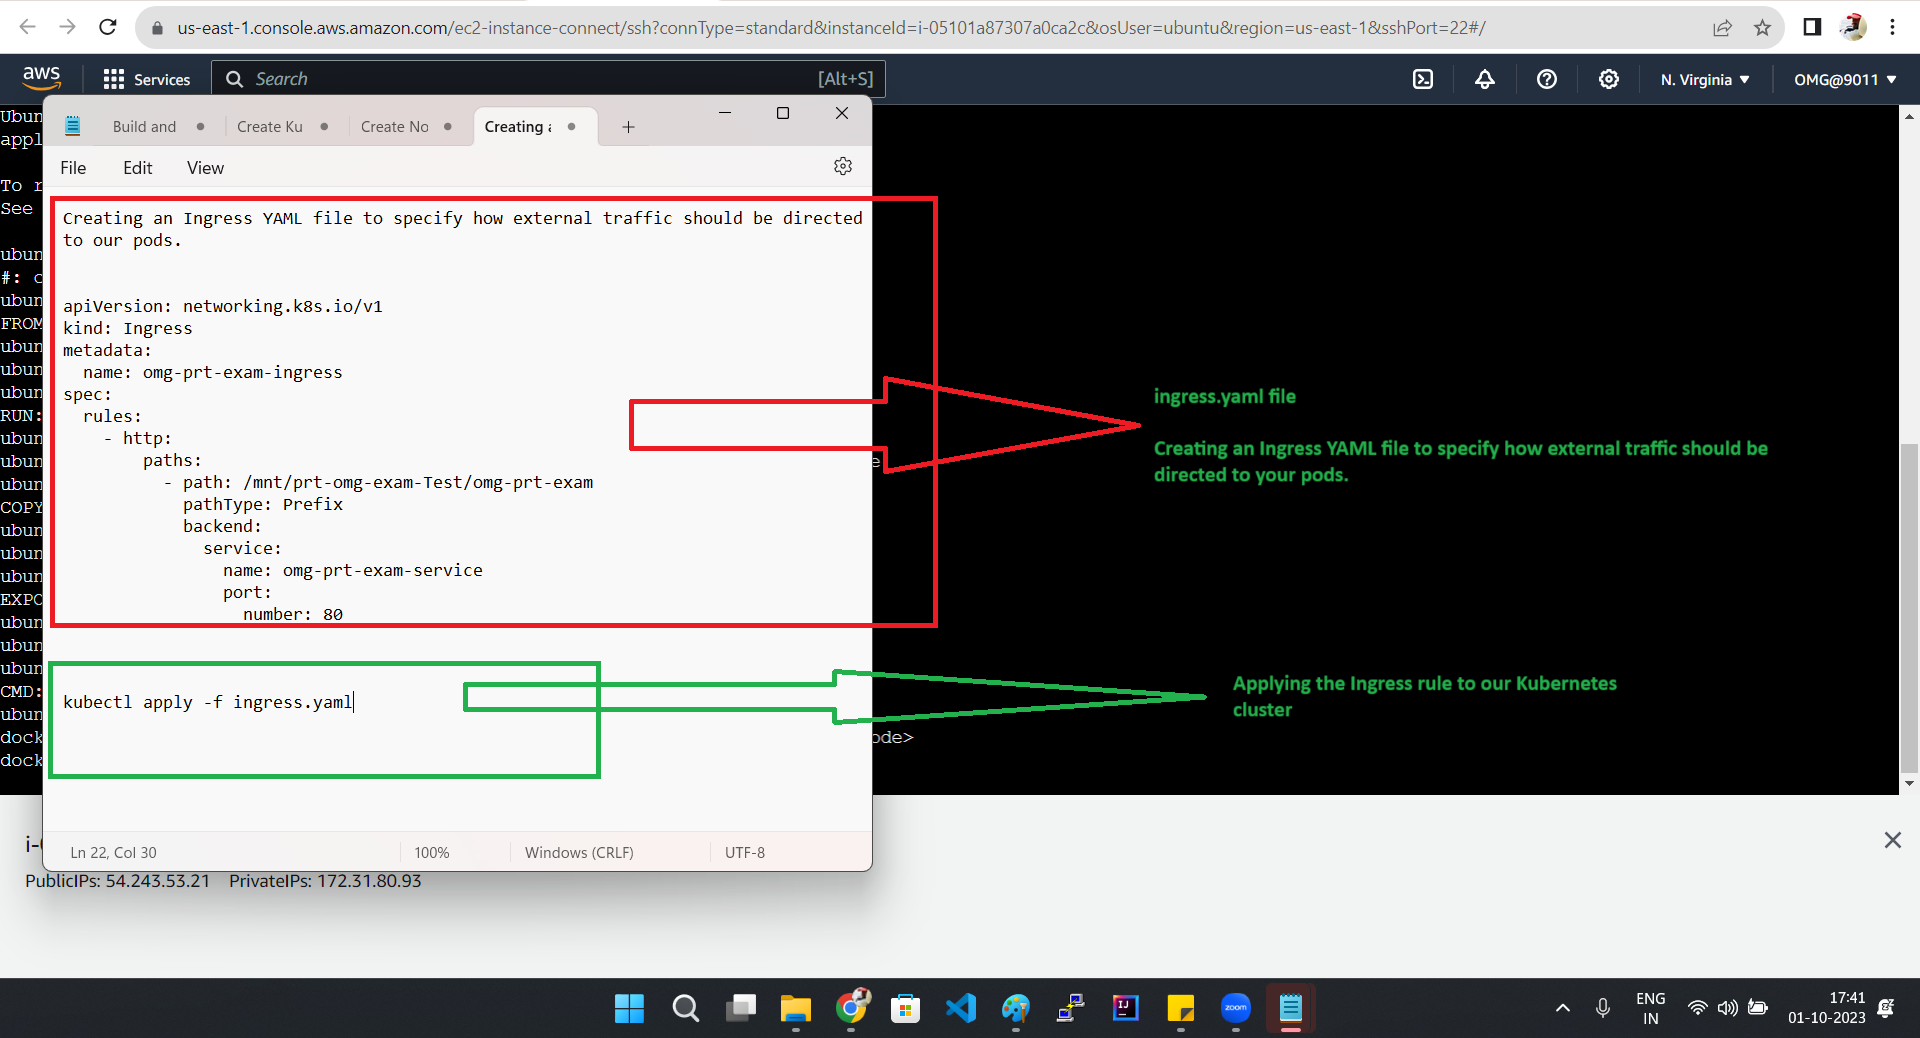 us-east-1.console.aws.amazon.com/ec2-instance-connect/ssh?connType=standard&instanceId=i-05101a87307a0ca2c&osUser=ubuntu&region=us-east-1&sshPort=22#/
aws Services Search [Alt+S] N. Virginia OMG@9011
Build and Create Ku Create No Creating a
File Edit View
Ubun
appl
To r
See
ubun
#: c
ubun
FROM
ubun
ubun
ubun
RUN:
ubun
ubun
ubun
COPY
ubun
ubun
ubun
EXPO
ubun
ubun
ubun
CMD:
ubun
dock
dock
Creating an Ingress YAML file to specify how external traffic should be directed
to our pods.
apiVersion: networking.k8s.io/v1
kind: Ingress
metadata:
  name: omg-prt-exam-ingress
spec:
  rules:
    - http:
        paths:
          - path: /mnt/prt-omg-exam-Test/omg-prt-exam
            pathType: Prefix
            backend:
              service:
                name: omg-prt-exam-service
                port:
                  number: 80
kubectl apply -f ingress.yaml
e
ode>
ingress.yaml file
Creating an Ingress YAML file to specify how external traffic should be
directed to your pods.
Applying the Ingress rule to our Kubernetes
cluster
Ln 22, Col 30 100% Windows (CRLF) UTF-8
PublicIPs: 54.243.53.21 PrivateIPs: 172.31.80.93
zoom
ENG
IN
17:41
01-10-2023